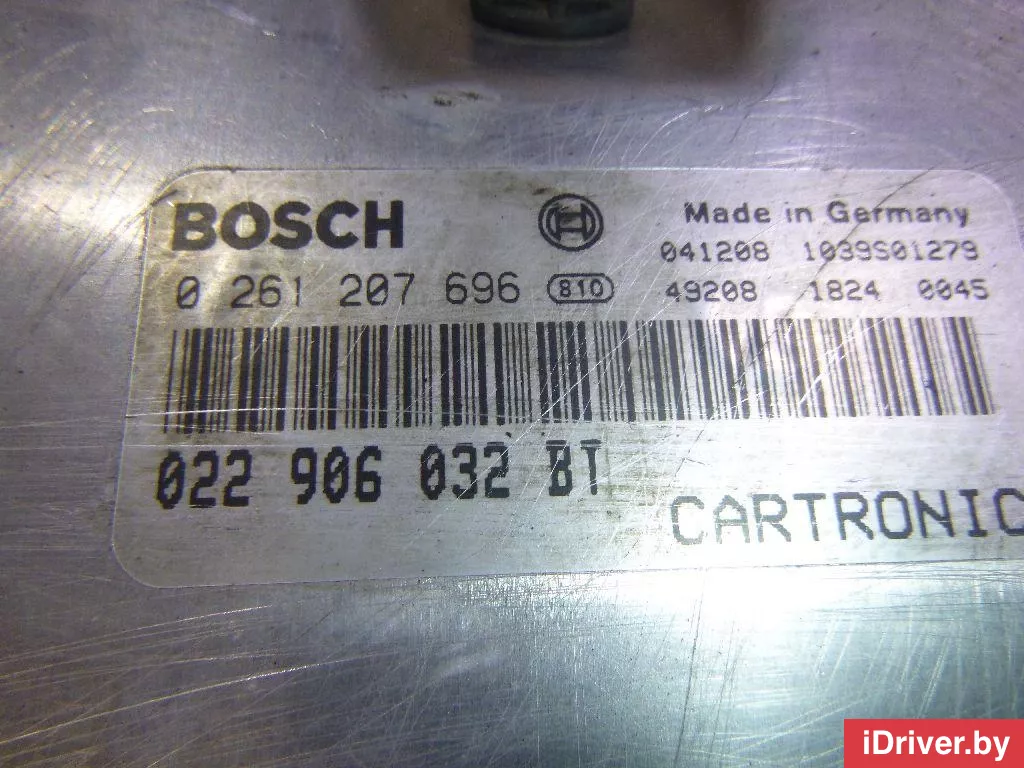 BOSCH Made in Germany
041208 1039S01279
0 261 207 696 810 49208 1824 0045
022 906 032 BT
CARTRONIC
iDriver.by